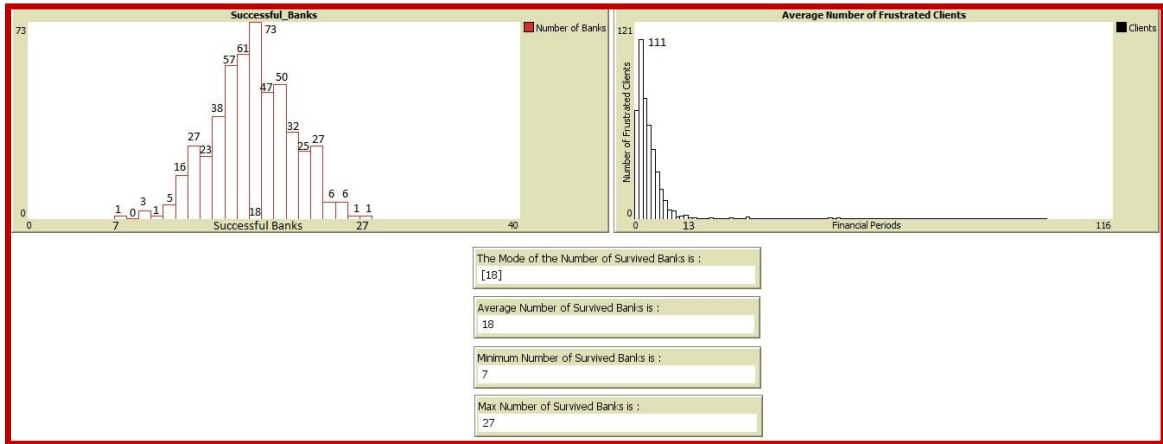 Successful_Banks
73
Number of Banks
73
61
57
50
47
38
32
27
27
25
23
16
6 6
5
3
1 0 1
1 1
18
0
0 7 Successful Banks 27 40
Average Number of Frustrated Clients
121
Clients
111
Number of Frustrated Clients
0
0 13 Financial Periods 116
The Mode of the Number of Survived Banks is :
[18]
Average Number of Survived Banks is :
18
Minimum Number of Survived Banks is :
7
Max Number of Survived Banks is :
27